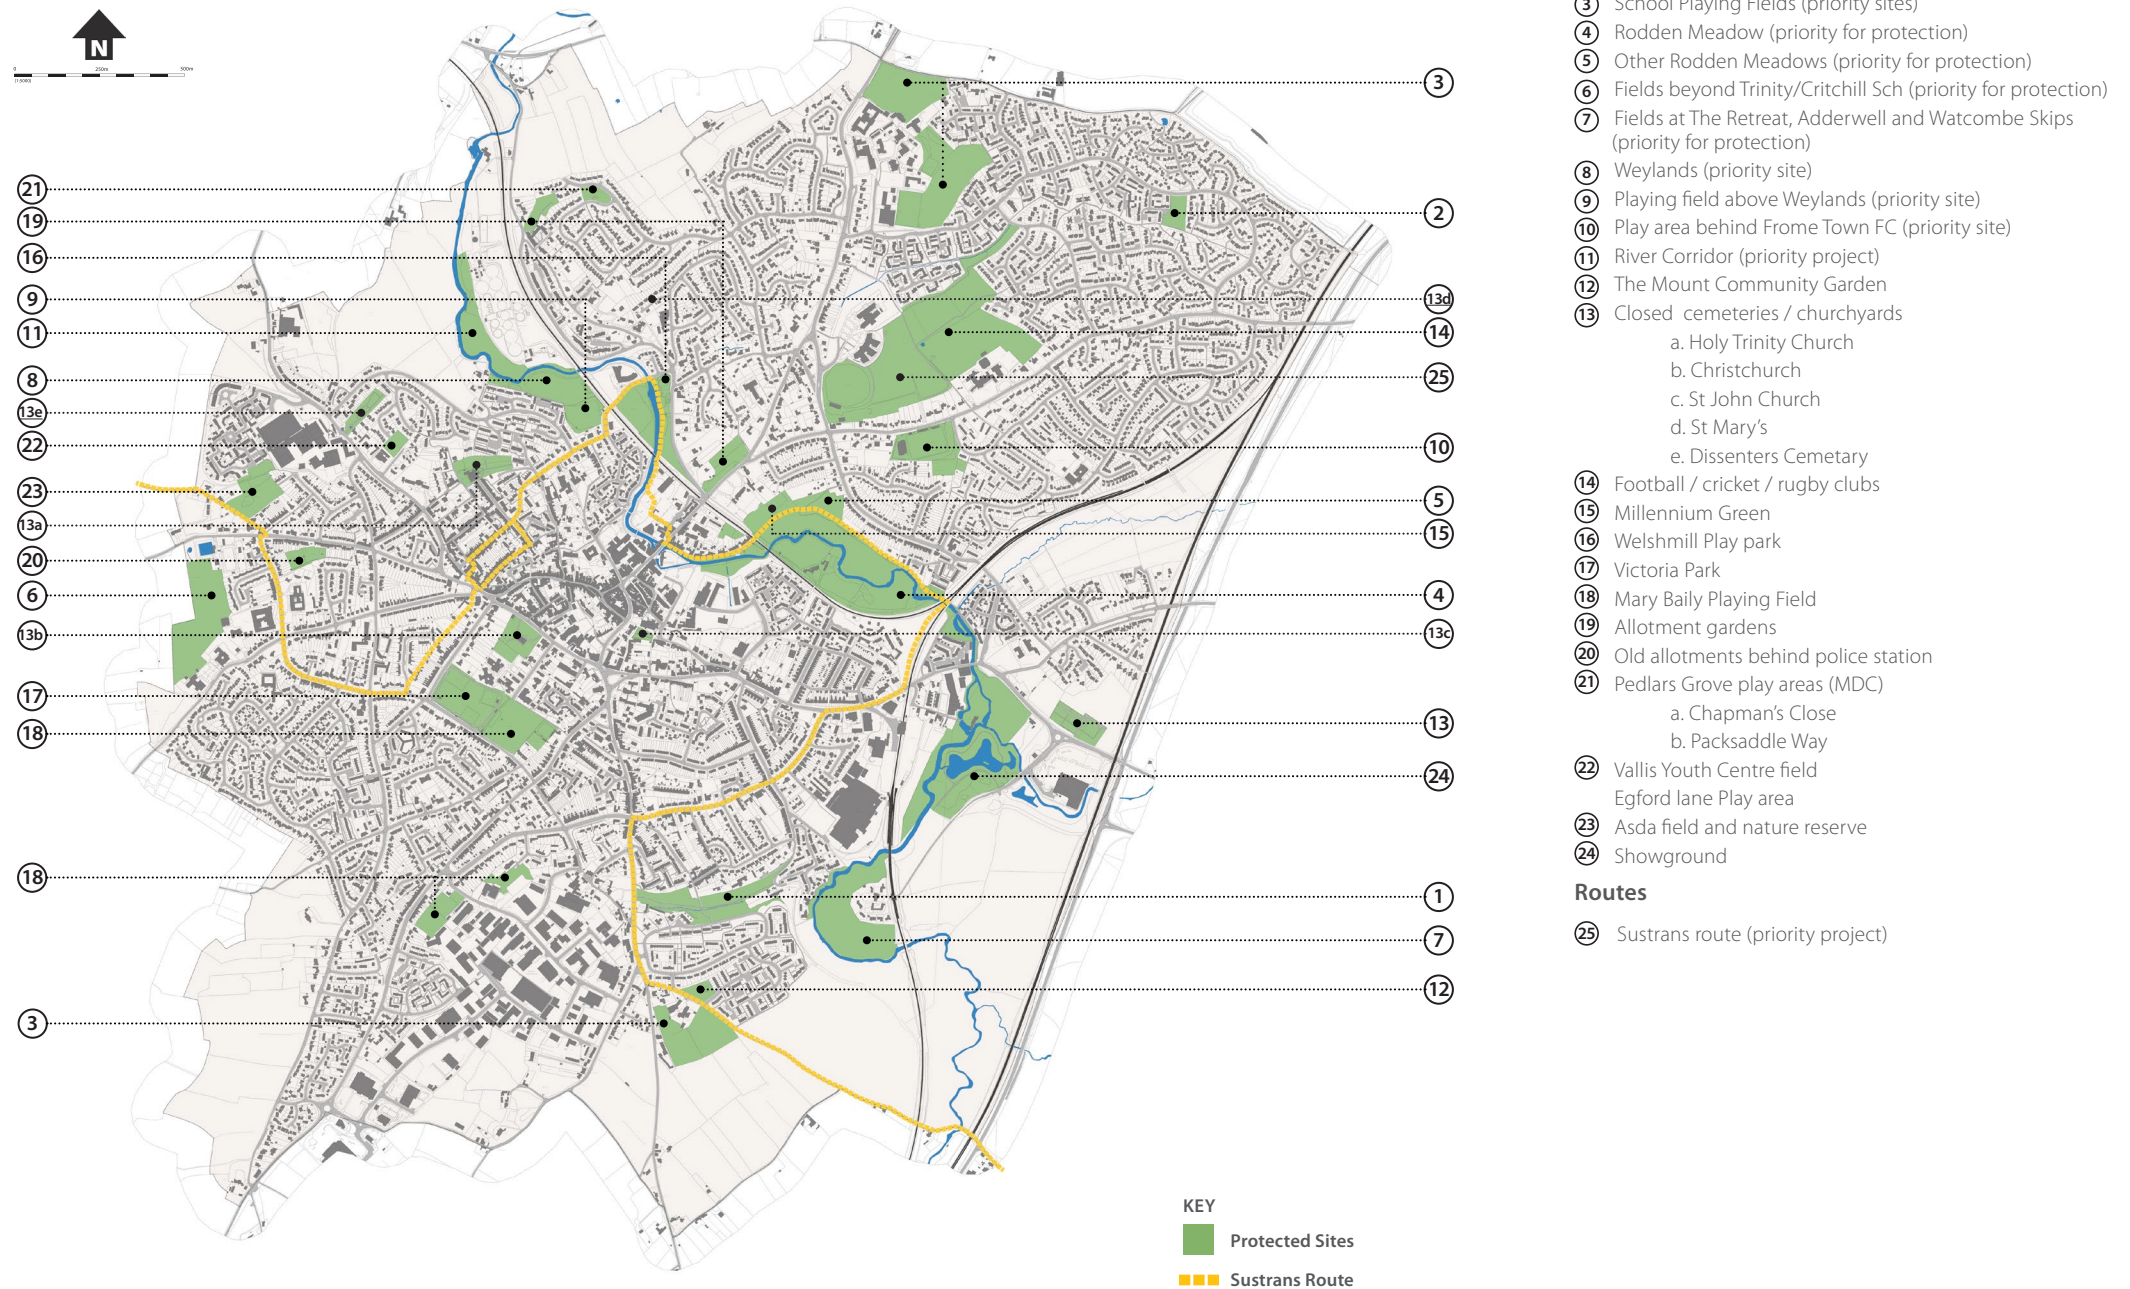 N
0 250m 500m
(1:5000)
3
21
19
2
16
9
13d
11
14
8
25
13e
22
10
23
5
13a
15
20
6
4
13b
13c
17
13
18
24
18
1
7
12
3
KEY
Protected Sites
Sustrans Route
3 School Playing Fields (priority sites)
4 Rodden Meadow (priority for protection)
5 Other Rodden Meadows (priority for protection)
6 Fields beyond Trinity/Critchill Sch (priority for protection)
7 Fields at The Retreat, Adderwell and Watcombe Skips
(priority for protection)
8 Weylands (priority site)
9 Playing field above Weylands (priority site)
10 Play area behind Frome Town FC (priority site)
11 River Corridor (priority project)
12 The Mount Community Garden
13 Closed cemeteries / churchyards
a. Holy Trinity Church
b. Christchurch
c. St John Church
d. St Mary's
e. Dissenters Cemetary
14 Football / cricket / rugby clubs
15 Millennium Green
16 Welshmill Play park
17 Victoria Park
18 Mary Baily Playing Field
19 Allotment gardens
20 Old allotments behind police station
21 Pedlars Grove play areas (MDC)
a. Chapman's Close
b. Packsaddle Way
22 Vallis Youth Centre field
Egford lane Play area
23 Asda field and nature reserve
24 Showground
Routes
25 Sustrans route (priority project)